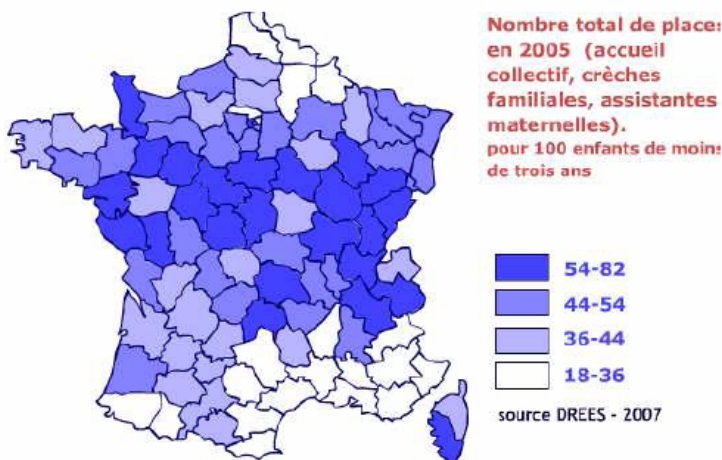 Nombre total de place
en 2005 (accueil
collectif, crèches
familiales, assistantes
maternelles).
pour 100 enfants de moins
de trois ans
54-82
44-54
36-44
18-36
source DREES - 2007